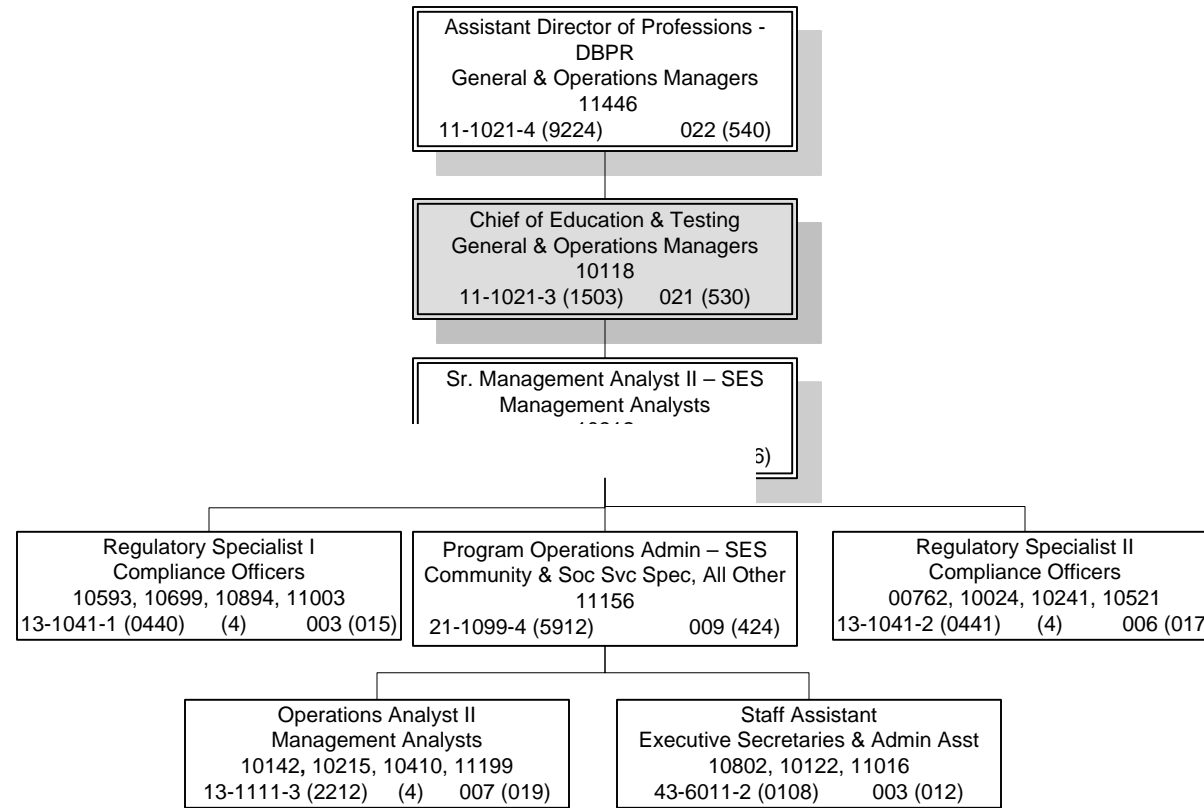 Assistant Director of Professions -
DBPR
General & Operations Managers
11446
11-1021-4 (9224) 022 (540)
Chief of Education & Testing
General & Operations Managers
10118
11-1021-3 (1503) 021 (530)
Sr. Management Analyst II – SES
Management Analysts
6)
Regulatory Specialist I
Compliance Officers
10593, 10699, 10894, 11003
13-1041-1 (0440) (4) 003 (015)
Program Operations Admin – SES
Community & Soc Svc Spec, All Other
11156
21-1099-4 (5912) 009 (424)
Regulatory Specialist II
Compliance Officers
00762, 10024, 10241, 10521
13-1041-2 (0441) (4) 006 (017
Operations Analyst II
Management Analysts
10142, 10215, 10410, 11199
13-1111-3 (2212) (4) 007 (019)
Staff Assistant
Executive Secretaries & Admin Asst
10802, 10122, 11016
43-6011-2 (0108) 003 (012)